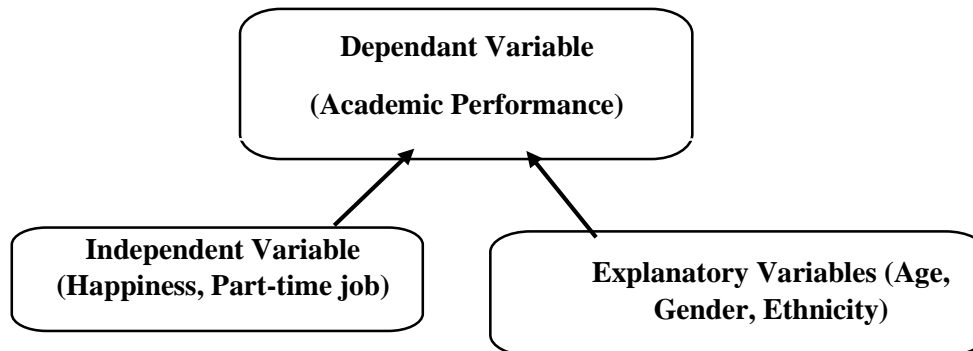 Dependant Variable
(Academic Performance)
Independent Variable
(Happiness, Part-time job)
Explanatory Variables (Age,
Gender, Ethnicity)